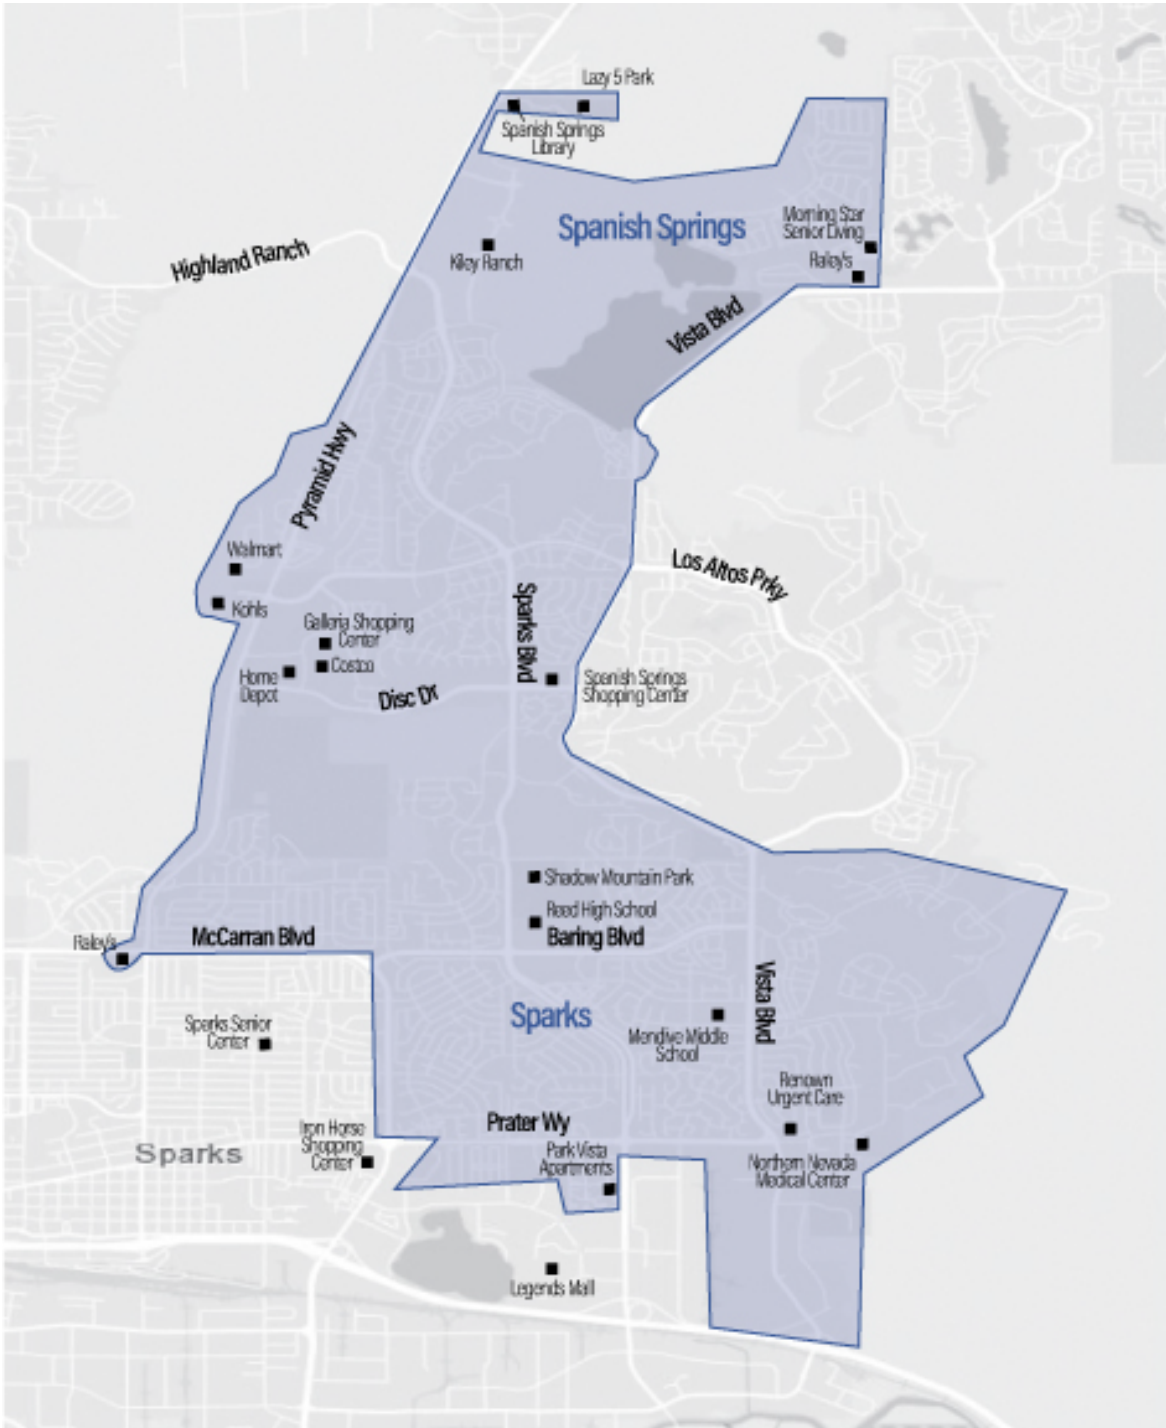 Lazy 5 Park
Spanish Springs
Library
Spanish Springs
Morning Star
Senior Living
Raley's
Kiley Ranch
Highland Ranch
Vista Blvd
Pyramid Hwy
Walmart
Kohls
Los Altos Prky
Sparks Blvd
Galleria Shopping
Center
Costco
Home
Depot
Disc Dr
Spanish Springs
Shopping Center
Shadow Mountain Park
Reed High School
Baring Blvd
McCarran Blvd
Raley's
Sparks
Vista Blvd
Sparks Senior
Center
Mendive Middle
School
Renown
Urgent Care
Prater Wy
Iron Horse
Shopping
Center
Sparks
Park Vista
Apartments
Northern Nevada
Medical Center
Legends Mall